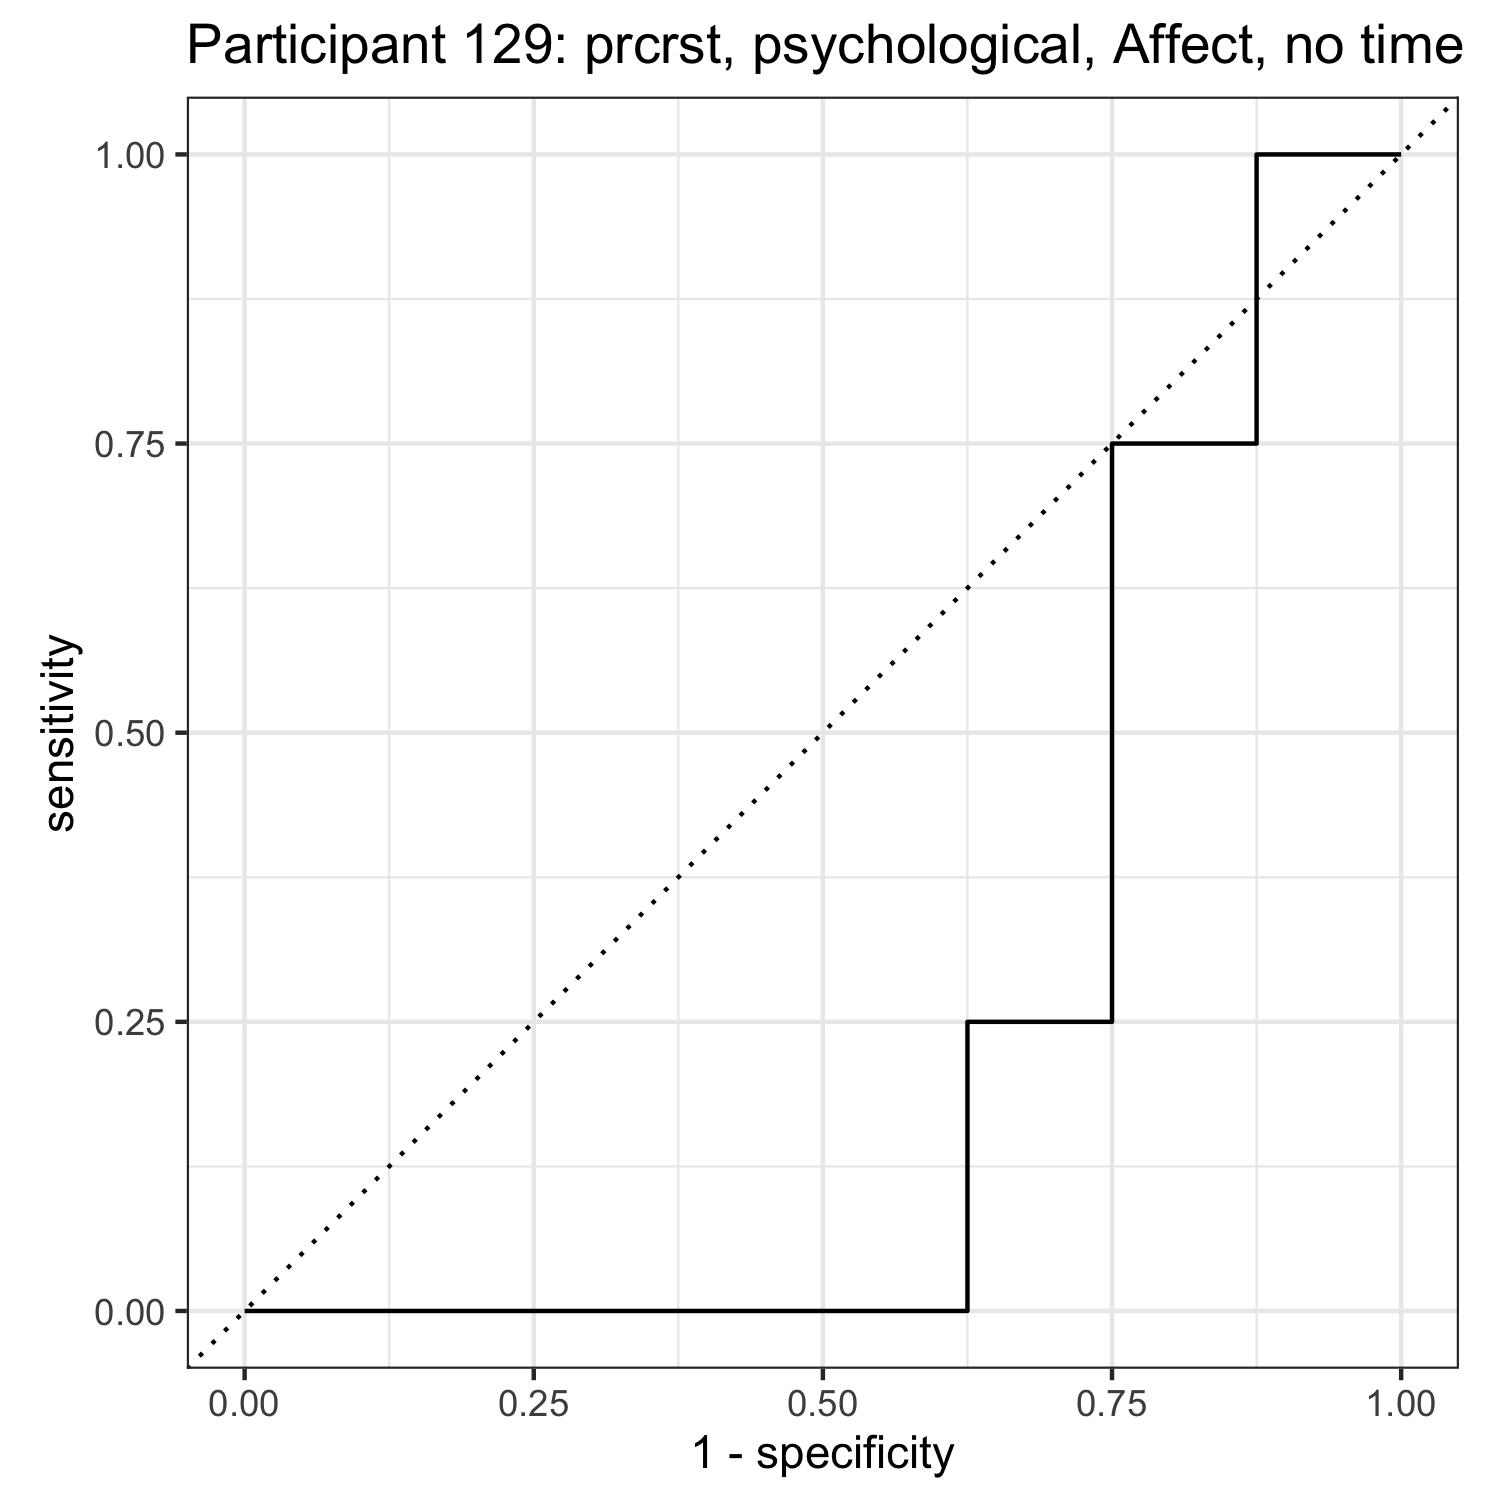 Participant 129: prcrst, psychological, Affect, no time
1.00
0.75
0.50
0.25
0.00
sensitivity
0.00 0.25 0.50 0.75 1.00
1 - specificity